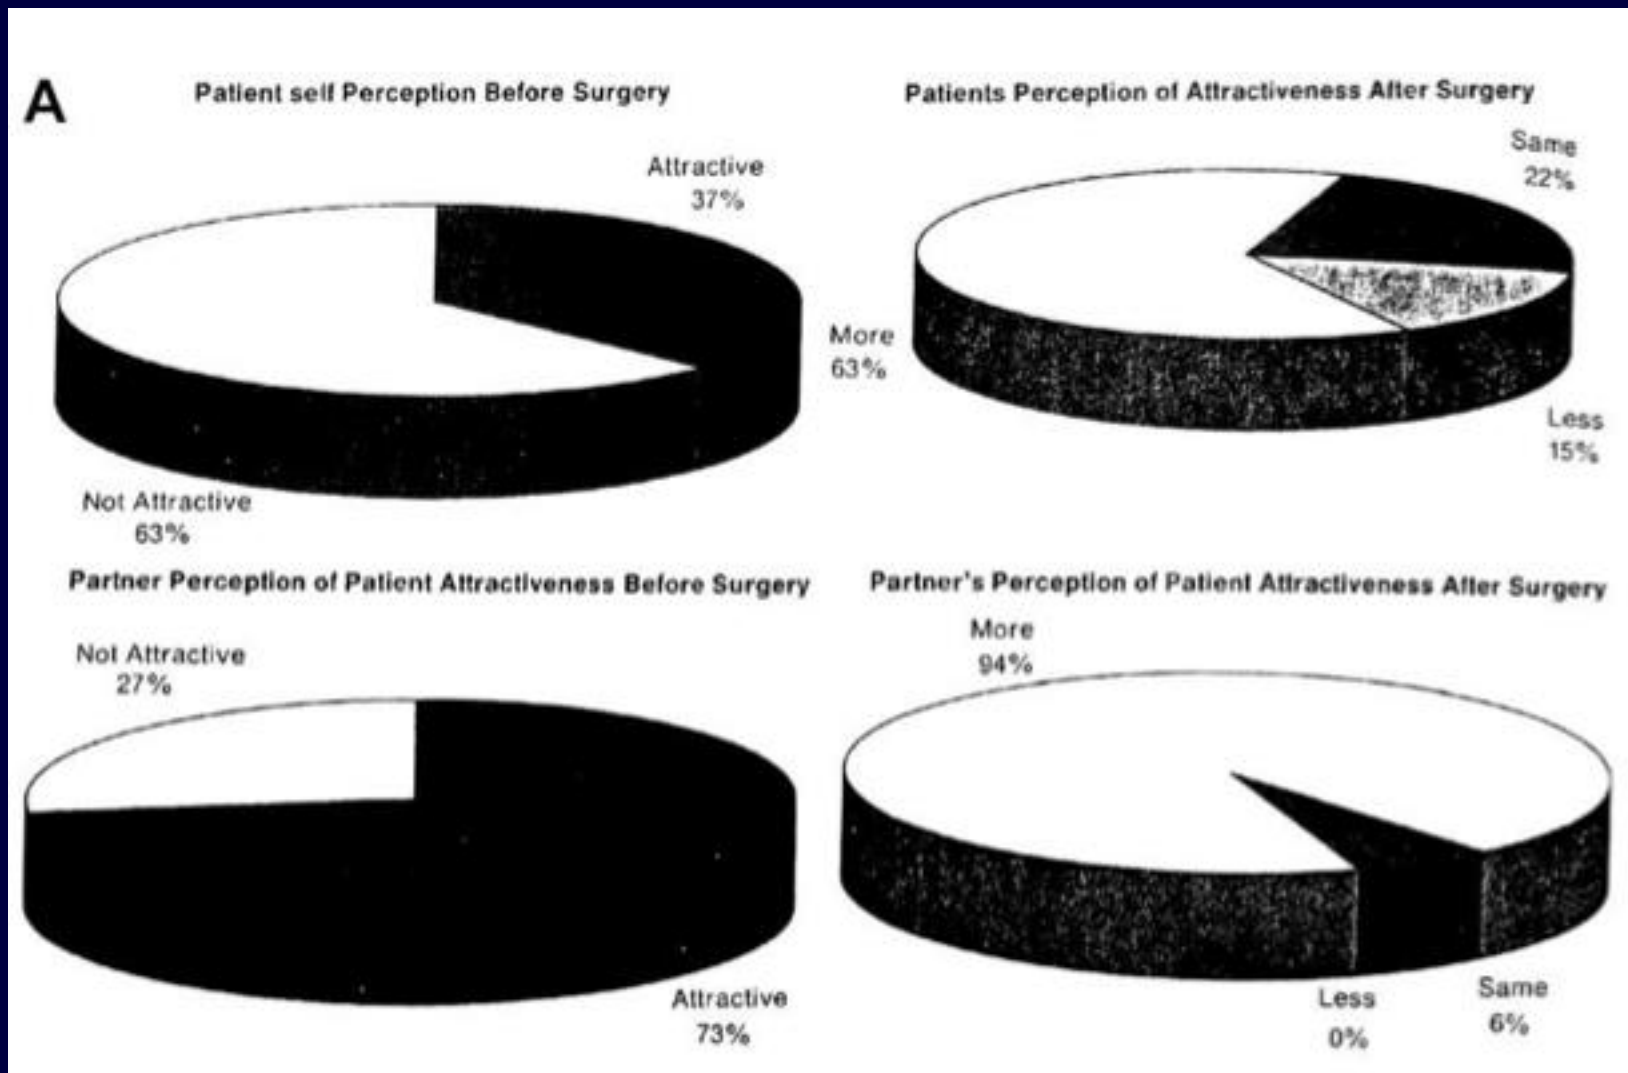 A
Patient self Perception Before Surgery
Attractive
37%
Not Attractive
63%
Patients Perception of Attractiveness After Surgery
Same
22%
More
63%
Less
15%
Partner Perception of Patient Attractiveness Before Surgery
Not Attractive
27%
Attractive
73%
Partner's Perception of Patient Attractiveness After Surgery
More
94%
Less
0%
Same
6%